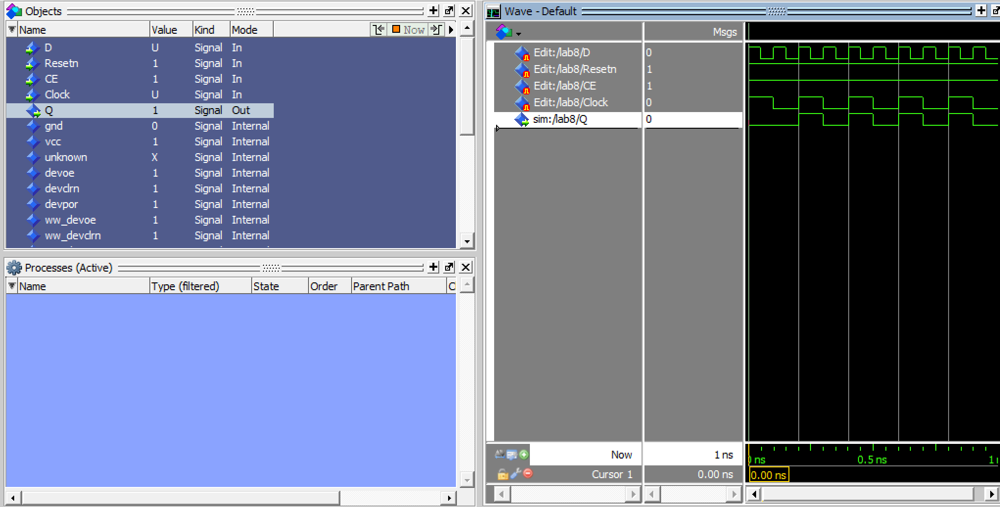 Objects
Name Value Kind Mode Now
D U Signal In
Resetn 1 Signal In
CE 1 Signal In
Clock U Signal In
Q 1 Signal Out
gnd 0 Signal Internal
vcc 1 Signal Internal
unknown X Signal Internal
devoe 1 Signal Internal
devclrn 1 Signal Internal
devpor 1 Signal Internal
ww_devoe 1 Signal Internal
ww_devclrn 1 Signal Internal
Processes (Active)
Name Type (filtered) State Order Parent Path
Wave - Default
Msgs
Edit:/lab8/D 0
Edit:/lab8/Resetn 1
Edit:/lab8/CE 1
Edit:/lab8/Clock 0
sim:/lab8/Q 0
Now 1 ns
ns 0.5 ns 1
Cursor 1 0.00 ns 0.00 ns